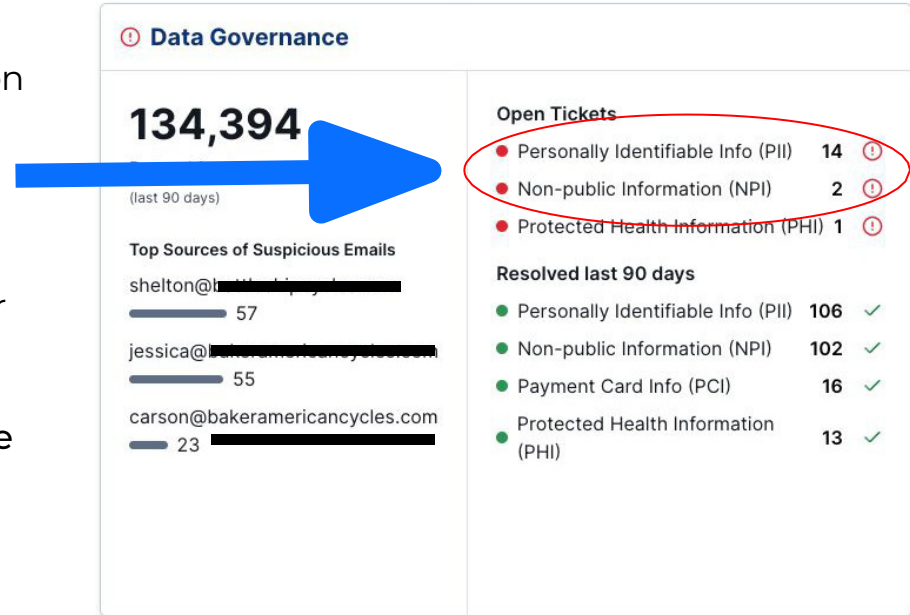 Data Governance
134,394
(last 90 days)
Top Sources of Suspicious Emails
shelton@
57
jessica@
55
carson@bakeramericancycles.com
23
Open Tickets
Personally Identifiable Info (PII) 14
Non-public Information (NPI) 2
Protected Health Information (PHI) 1
Resolved last 90 days
Personally Identifiable Info (PII) 106
Non-public Information (NPI) 102
Payment Card Info (PCI) 16
Protected Health Information
(PHI) 13